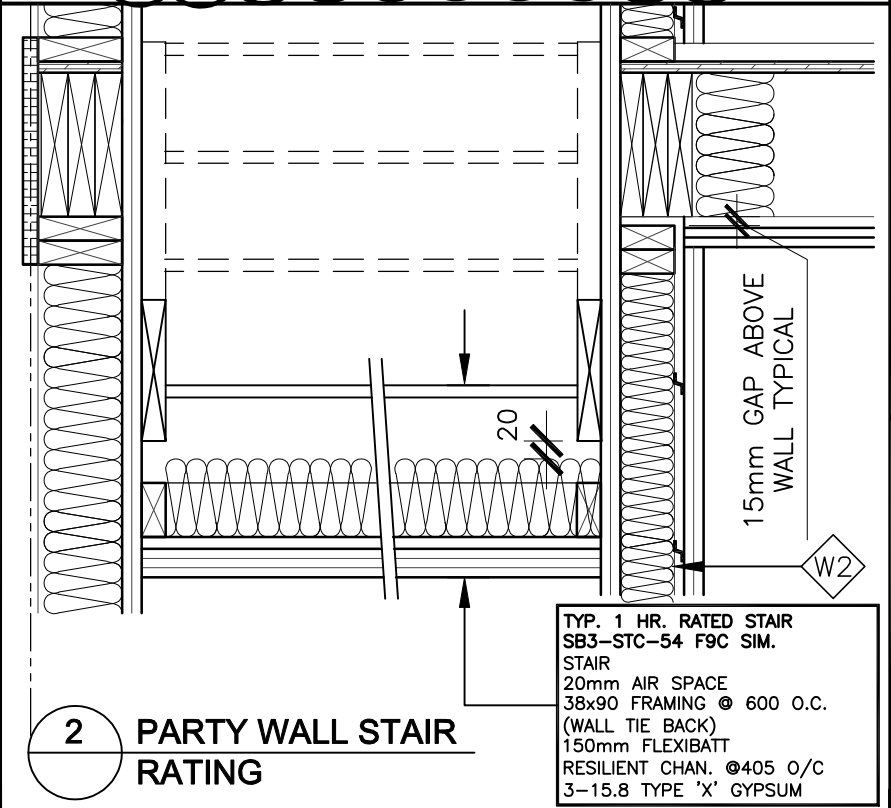 20
15mm GAP ABOVE
WALL TYPICAL
W2
TYP. 1 HR. RATED STAIR
SB3-STC-54 F9C SIM.
STAIR
20mm AIR SPACE
38x90 FRAMING @ 600 O.C.
(WALL TIE BACK)
150mm FLEXIBATT
RESILIENT CHAN. @405 O/C
3-15.8 TYPE 'X' GYPSUM
2
PARTY WALL STAIR
RATING